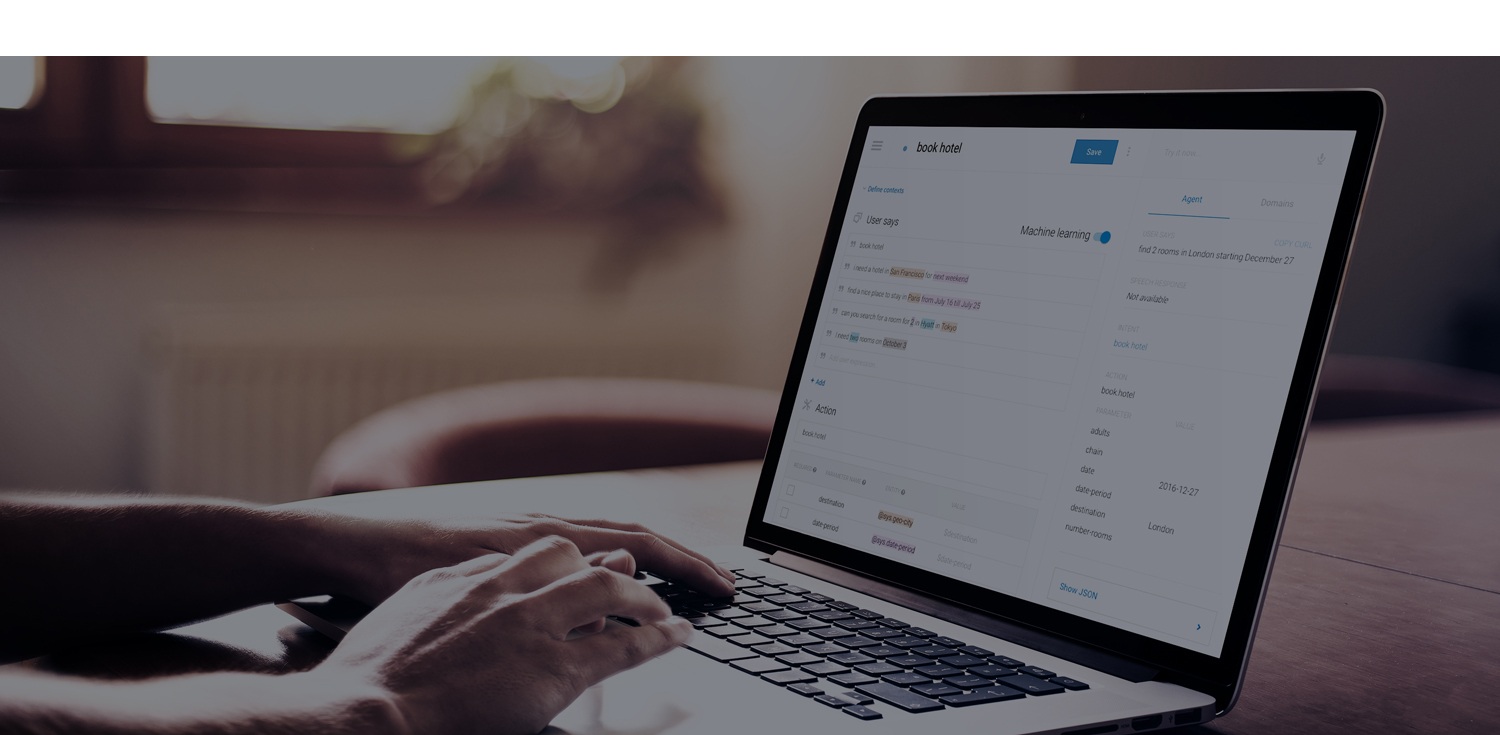 book hotel
Save
Try it now
Define contexts
Agent
Domains
User says
Machine learning
USER SAYS
COPY CURL
find 2 rooms in London starting December 27
book hotel
i need a hotel in San Francisco for next weekend
find a nice place to stay in Paris from July 16 till July 25
can you search for a room for 2 in Hyatt in Tokyo
i need two rooms on October 3
Add user expression
+ Add
SPEECH RESPONSE
Not available
INTENT
book hotel
ACTION
book.hotel
PARAMETER
VALUE
adults
chain
date
2016-12-27
date-period
destination
London
number-rooms
Show JSON
Action
book.hotel
REQUIRED
PARAMETER NAME
ENTITY
VALUE
destination
@sys.geo-city
$destination
date-period
@sys.date-period
$date-period